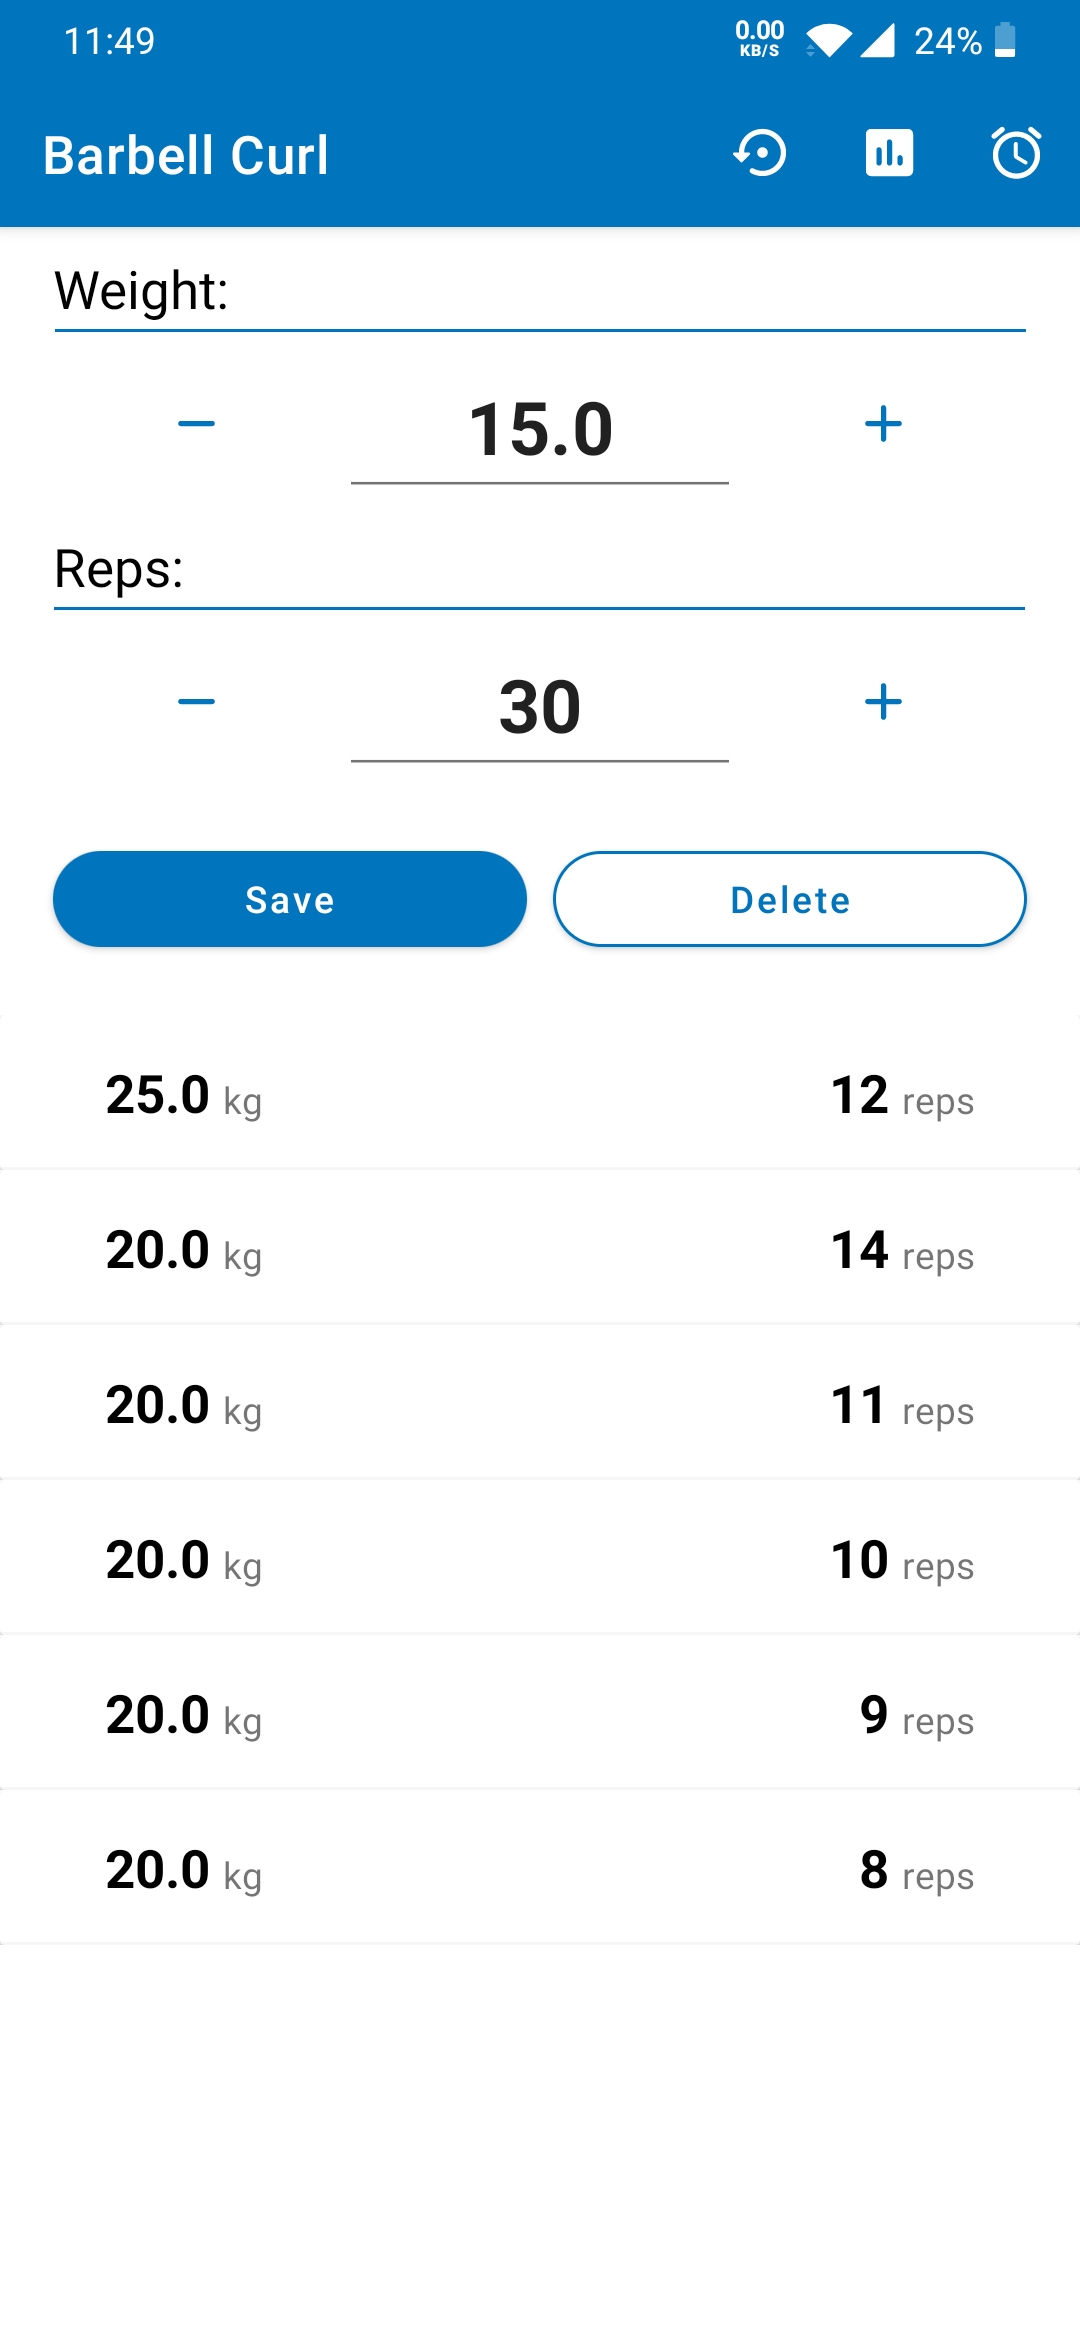 11:49 0.00 KB/S 24%
Barbell Curl
Weight:
15.0
Reps:
30
Save Delete
25.0 kg 12 reps
20.0 kg 14 reps
20.0 kg 11 reps
20.0 kg 10 reps
20.0 kg 9 reps
20.0 kg 8 reps